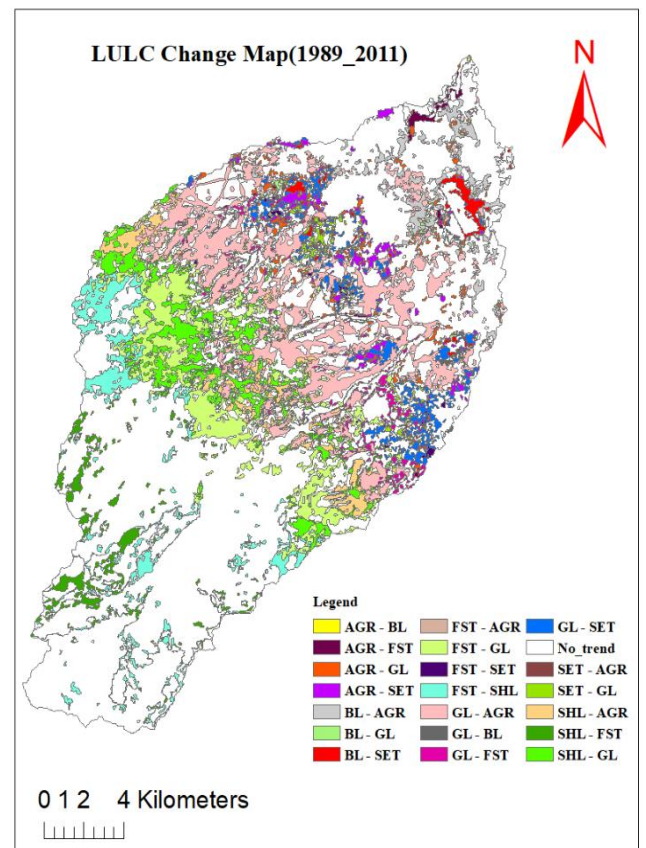 LULC Change Map(1989_2011)
N
Legend
AGR - BL FST - AGR GL - SET
AGR - FST FST - GL No_trend
AGR - GL FST - SET SET - AGR
AGR - SET FST - SHL SET - GL
BL - AGR GL - AGR SHL - AGR
BL - GL GL - BL SHL - FST
BL - SET GL - FST SHL - GL
0 1 2 4 Kilometers